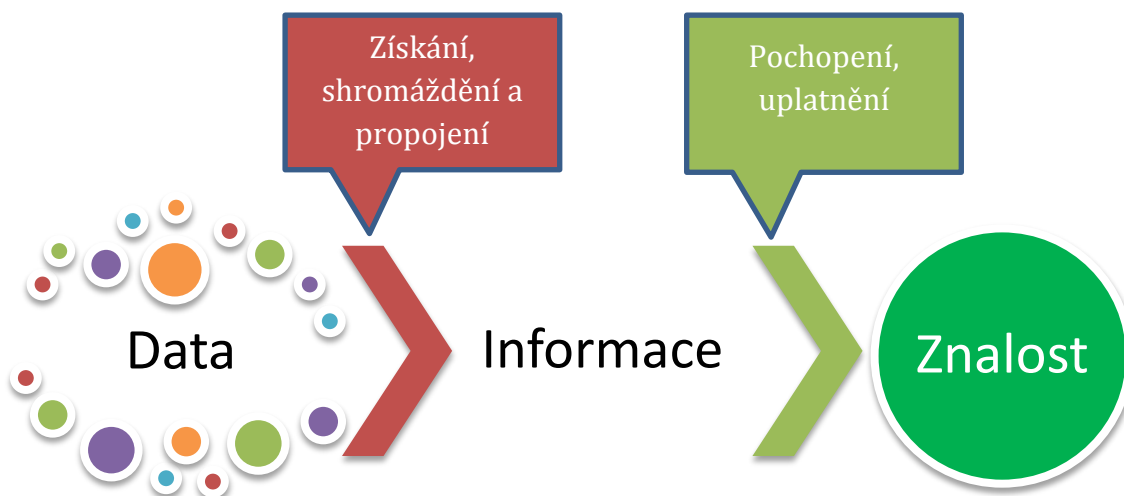 Získání,
shromáždění a
propojení
Pochopení,
uplatnění
Data
Informace
Znalost